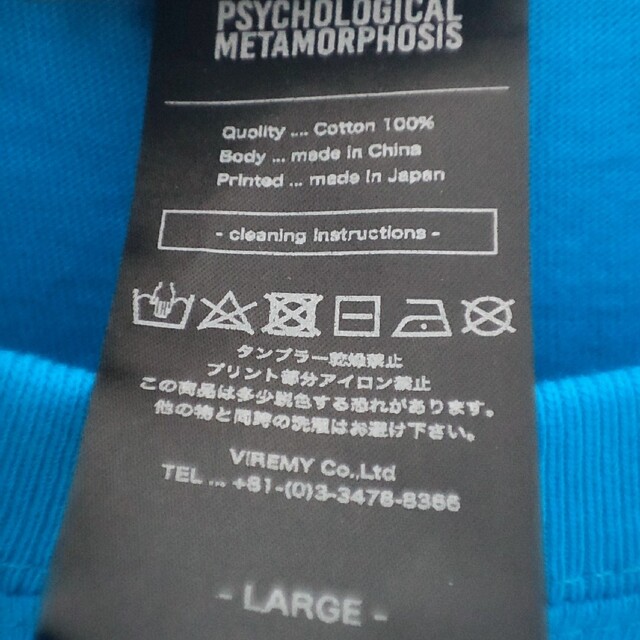 PSYCHOLOGICAL
METAMORPHOSIS
Quality .... Cotton 100%
Body ... made in China
Printed ... made in Japan
- cleaning instructions -
タンブラー乾燥禁止
プリント部分アイロン禁止
この商品は多少脱色する恐れがあります。
他の物と同時の洗濯はお避け下さい。
VIREMY Co.,Ltd
TEL ... +81-(0)3-3478-8366
- LARGE -